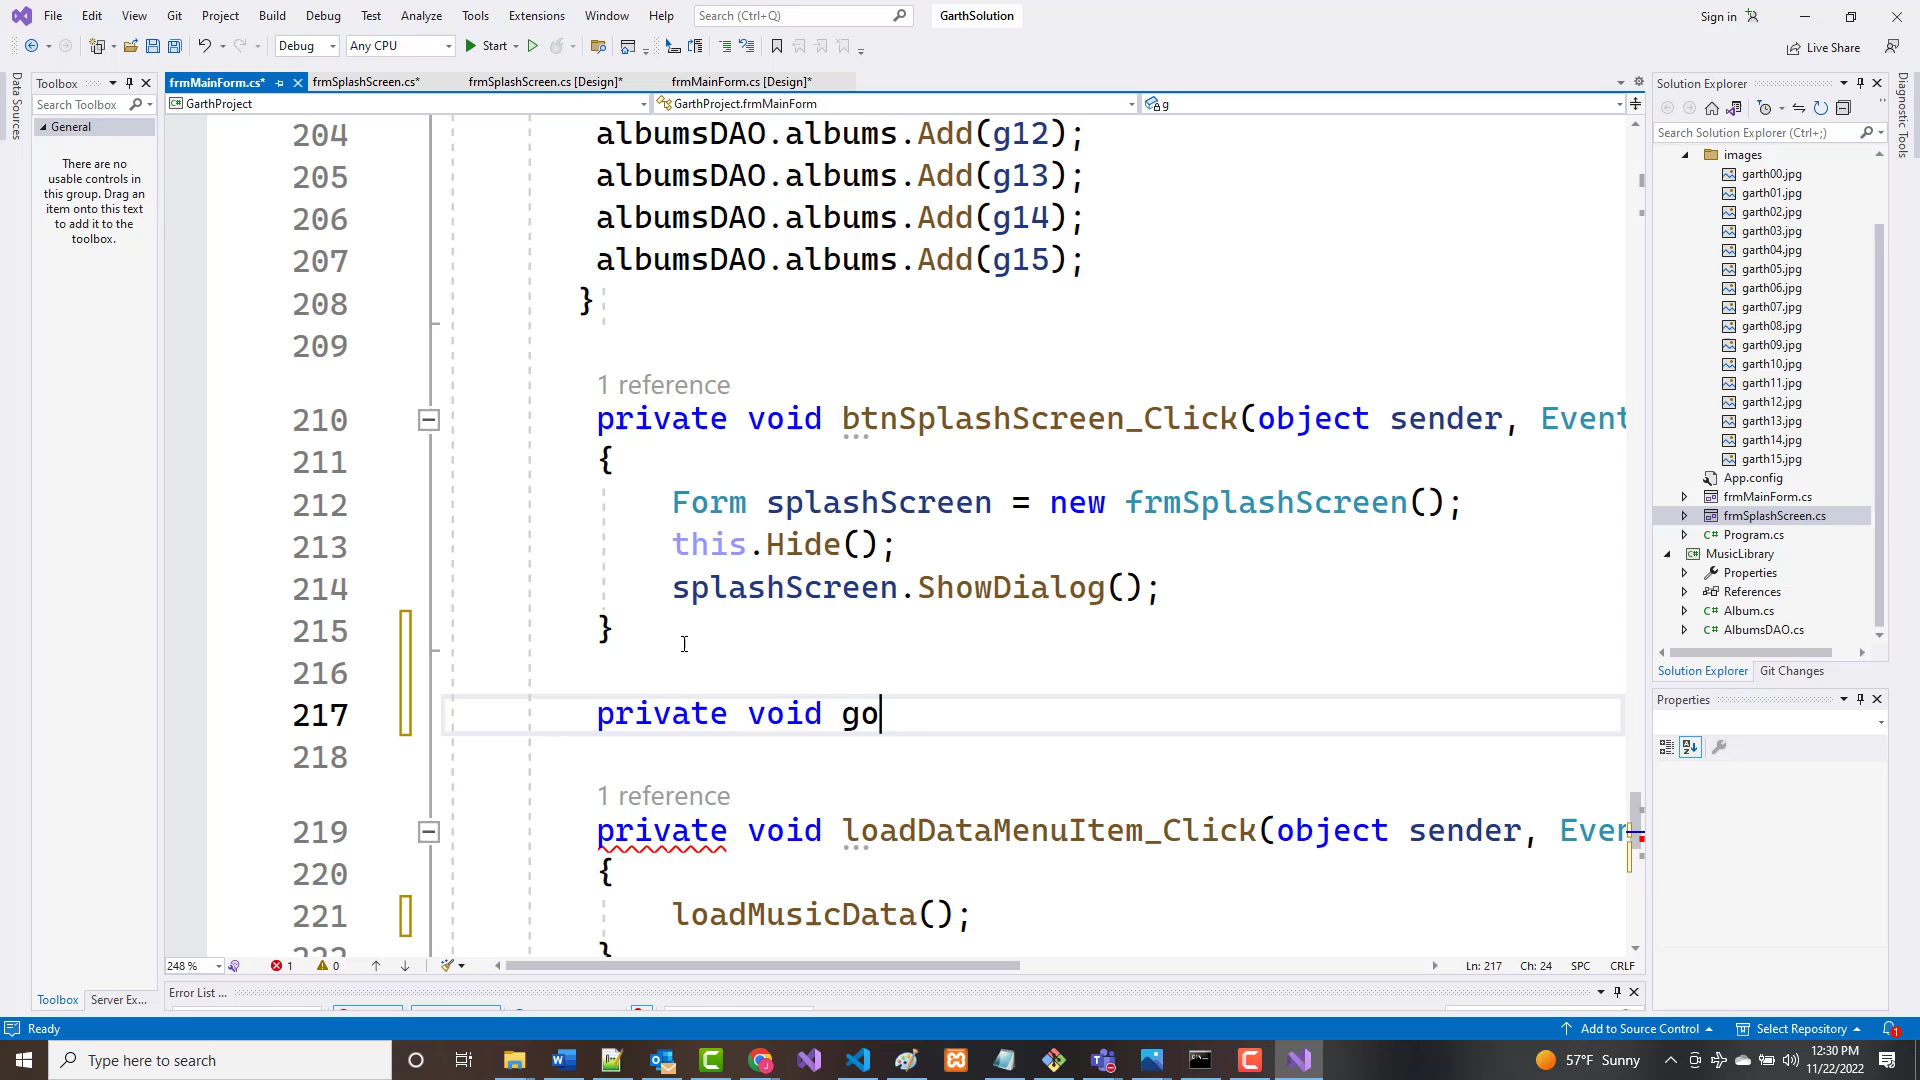 File Edit View Git Project Build Debug Test Analyze Tools Extensions Window Help Search (Ctrl+Q) GarthSolution Sign in
Debug Any CPU Start Live Share
Data Sources
Toolbox
Search Toolbox
General
There are no
usable controls in
this group. Drag an
item onto this text
to add it to the
toolbox.
Toolbox Server Ex...
frmMainForm.cs* frmSplashScreen.cs* frmSplashScreen.cs [Design]* frmMainForm.cs [Design]*
GarthProject GarthProject.frmMainForm g
204 albumsDAO.albums.Add(g12);
205 albumsDAO.albums.Add(g13);
206 albumsDAO.albums.Add(g14);
207 albumsDAO.albums.Add(g15);
208 }
209
1 reference
210 private void btnSplashScreen_Click(object sender, Event
211 {
212 Form splashScreen = new frmSplashScreen();
213 this.Hide();
214 splashScreen.ShowDialog();
215 }
216
217 private void go
218
1 reference
219 private void loadDataMenuItem_Click(object sender, Even
220 {
221 loadMusicData();
222 }
248 % 1 0 Ln: 217 Ch: 24 SPC CRLF
Error List ...
Solution Explorer
Search Solution Explorer (Ctrl+;)
images
garth00.jpg
garth01.jpg
garth02.jpg
garth03.jpg
garth04.jpg
garth05.jpg
garth06.jpg
garth07.jpg
garth08.jpg
garth09.jpg
garth10.jpg
garth11.jpg
garth12.jpg
garth13.jpg
garth14.jpg
garth15.jpg
App.config
frmMainForm.cs
frmSplashScreen.cs
C# Program.cs
C# MusicLibrary
Properties
References
C# Album.cs
C# AlbumsDAO.cs
Solution Explorer Git Changes
Properties
Diagnostic Tools
Ready Add to Source Control Select Repository 1
Type here to search 57°F Sunny 12:30 PM
11/22/2022